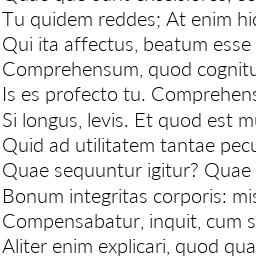 Tu quidem reddes; At enim hic
Qui ita affectus, beatum esse
Comprehensum, quod cognitu
Is es profecto tu. Comprehens
Si longus, levis. Et quod est mu
Quid ad utilitatem tantae pecu
Quae sequuntur igitur? Quae
Bonum integritas corporis: mis
Compensabatur, inquit, cum s
Aliter enim explicari, quod qua